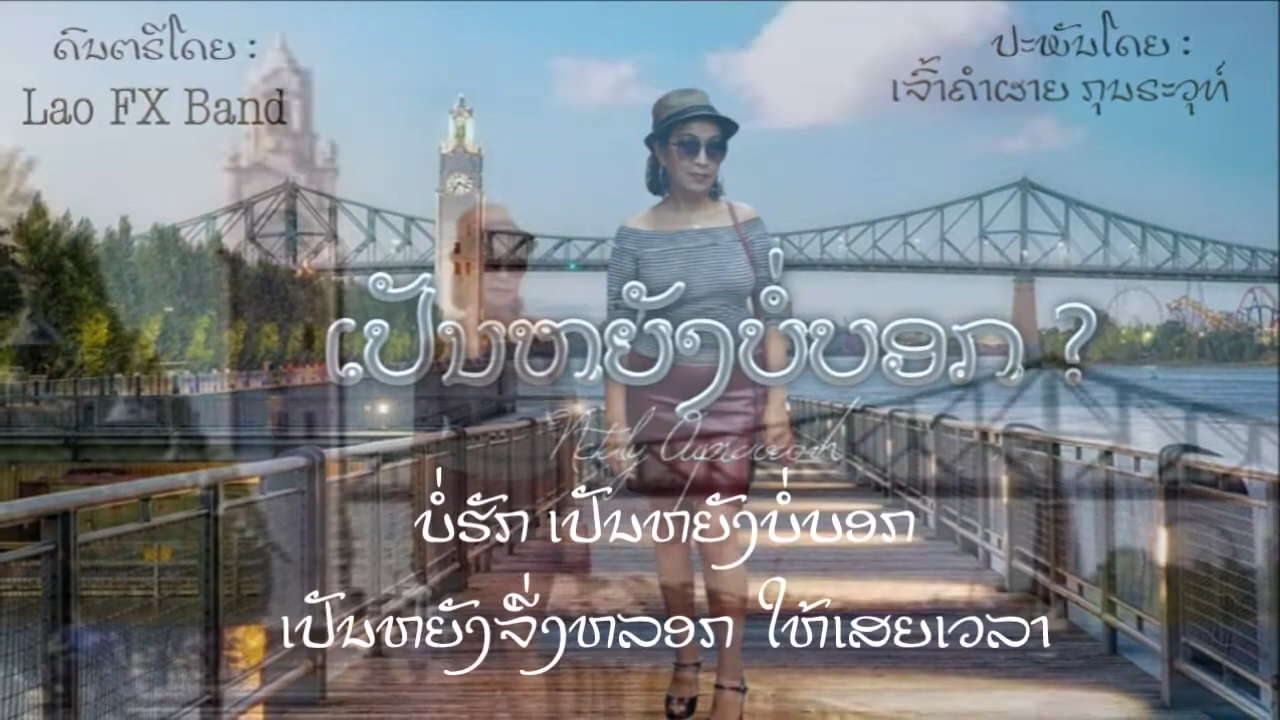 ດົນຕຣີໂດຍ :
Lao FX Band
ປະພັນໂດຍ :
ເຈົ້າຄຳຜາຍ
ເປັນຫຍັງບໍ່ບອກ ?
ບໍ່ຮັກ ເປັນຫຍັງບໍ່ບອກ
ເປັນຫຍັງຈຶ່ງຫລອກ ໃຫ້ເສຍເວລາ